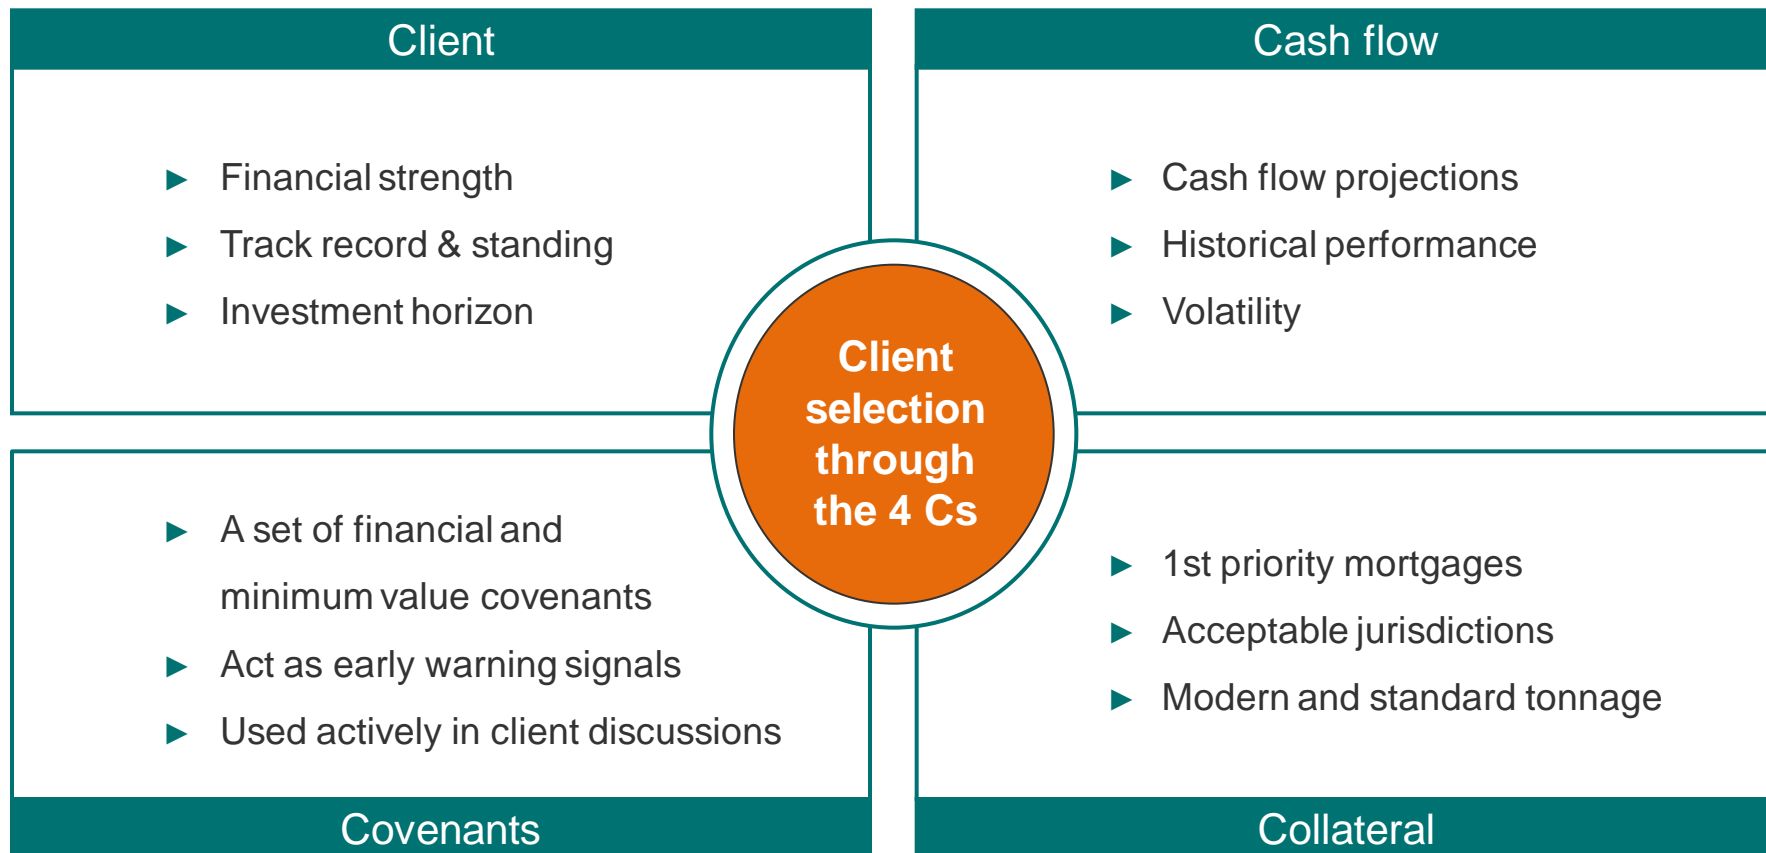 Client
► Financial strength
► Track record & standing
► Investment horizon
Cash flow
► Cash flow projections
► Historical performance
► Volatility
Client
selection
through
the 4 Cs
► A set of financial and
minimum value covenants
► Act as early warning signals
► Used actively in client discussions
Covenants
► 1st priority mortgages
► Acceptable jurisdictions
► Modern and standard tonnage
Collateral